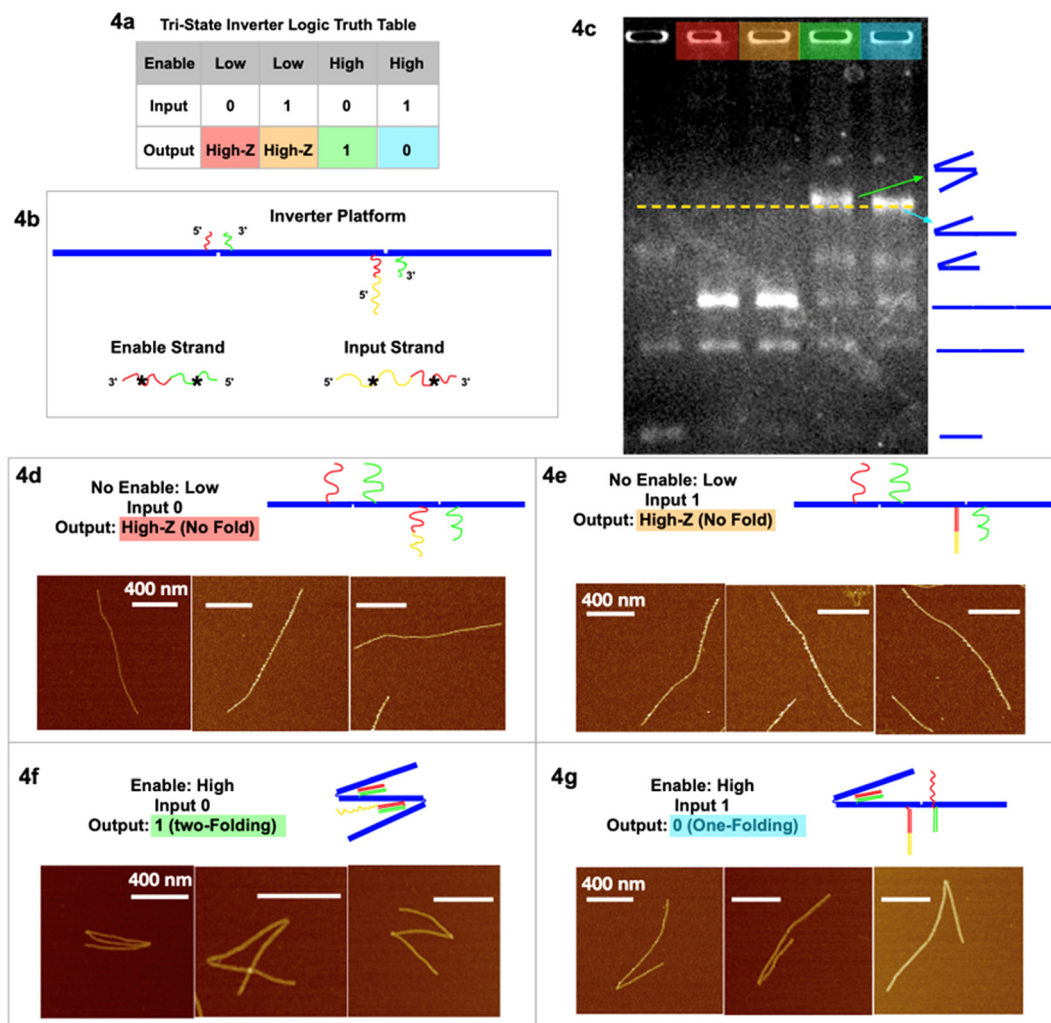 4a
Tri-State Inverter Logic Truth Table
Enable Low Low High High
Input 0 1 0 1
Output High-Z High-Z 1 0
4b
Inverter Platform
5' 3'
3'
5'
Enable Strand Input Strand
3' * * 5' * * 3'
4c
4d
No Enable: Low
Input 0
Output: High-Z (No Fold)
400 nm
4e
No Enable: Low
Input 1
Output: High-Z (No Fold)
400 nm
4f
Enable: High
Input 0
Output: 1 (two-Folding)
400 nm
4g
Enable: High
Input 1
Output: 0 (One-Folding)
400 nm